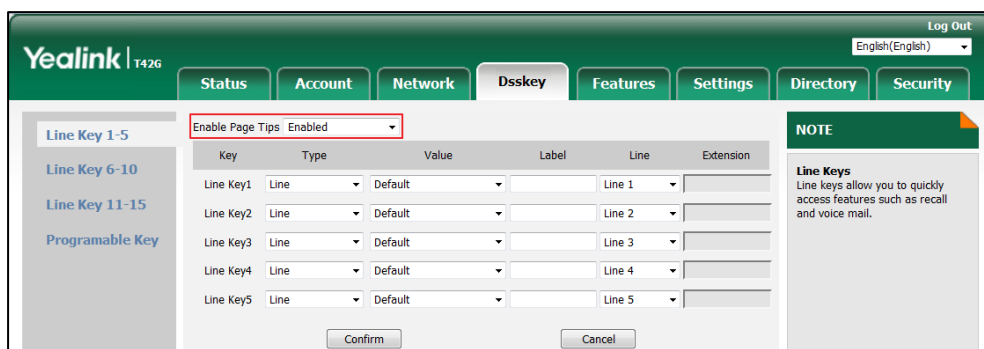 Log Out
Yealink T42G
English(English)
Status Account Network Dsskey Features Settings Directory Security
Line Key 1-5
Line Key 6-10
Line Key 11-15
Programable Key
Enable Page Tips Enabled
Key Type Value Label Line Extension
Line Key1 Line Default Line 1
Line Key2 Line Default Line 2
Line Key3 Line Default Line 3
Line Key4 Line Default Line 4
Line Key5 Line Default Line 5
Confirm Cancel
NOTE
Line Keys
Line keys allow you to quickly
access features such as recall
and voice mail.